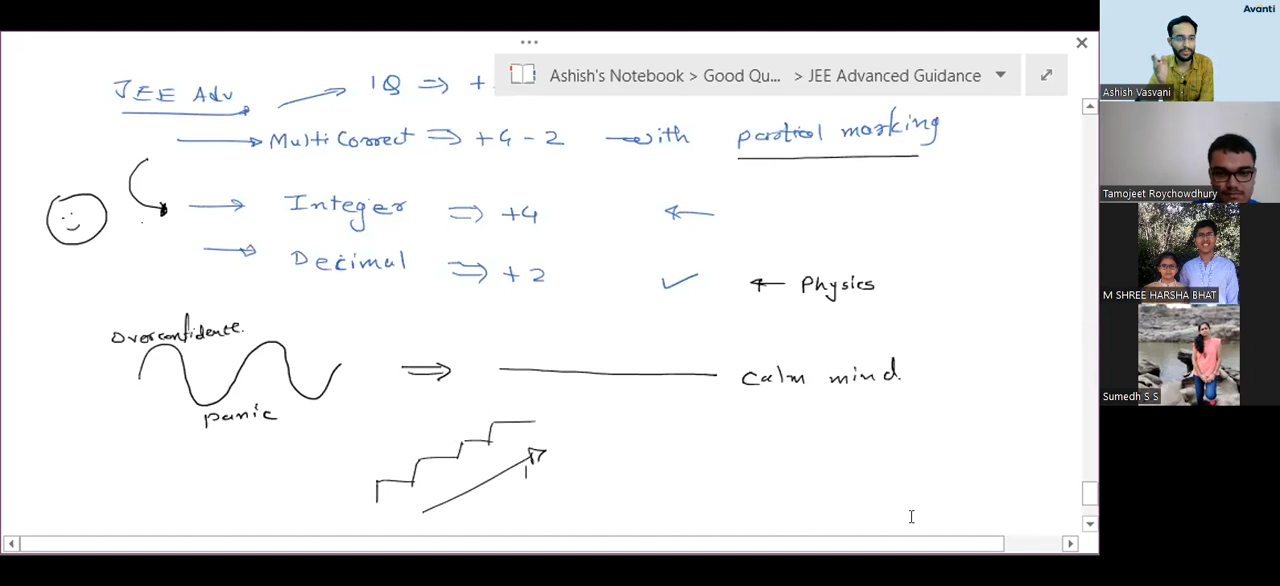 Avanti
Ashish's Notebook > Good Qu... > JEE Advanced Guidance
JEE Adv
1Q ⇒ +
Multi Correct ⇒ +4 -2 with partial marking
Integer ⇒ +4
Decimal ⇒ +2 ✓ ← Physics
Overconfidence.
panic
⇒ Calm mind.
Ashish Vasvani
Tamojeet Roychowdhury
M SHREE HARSHA BHAT
Sumedh S S